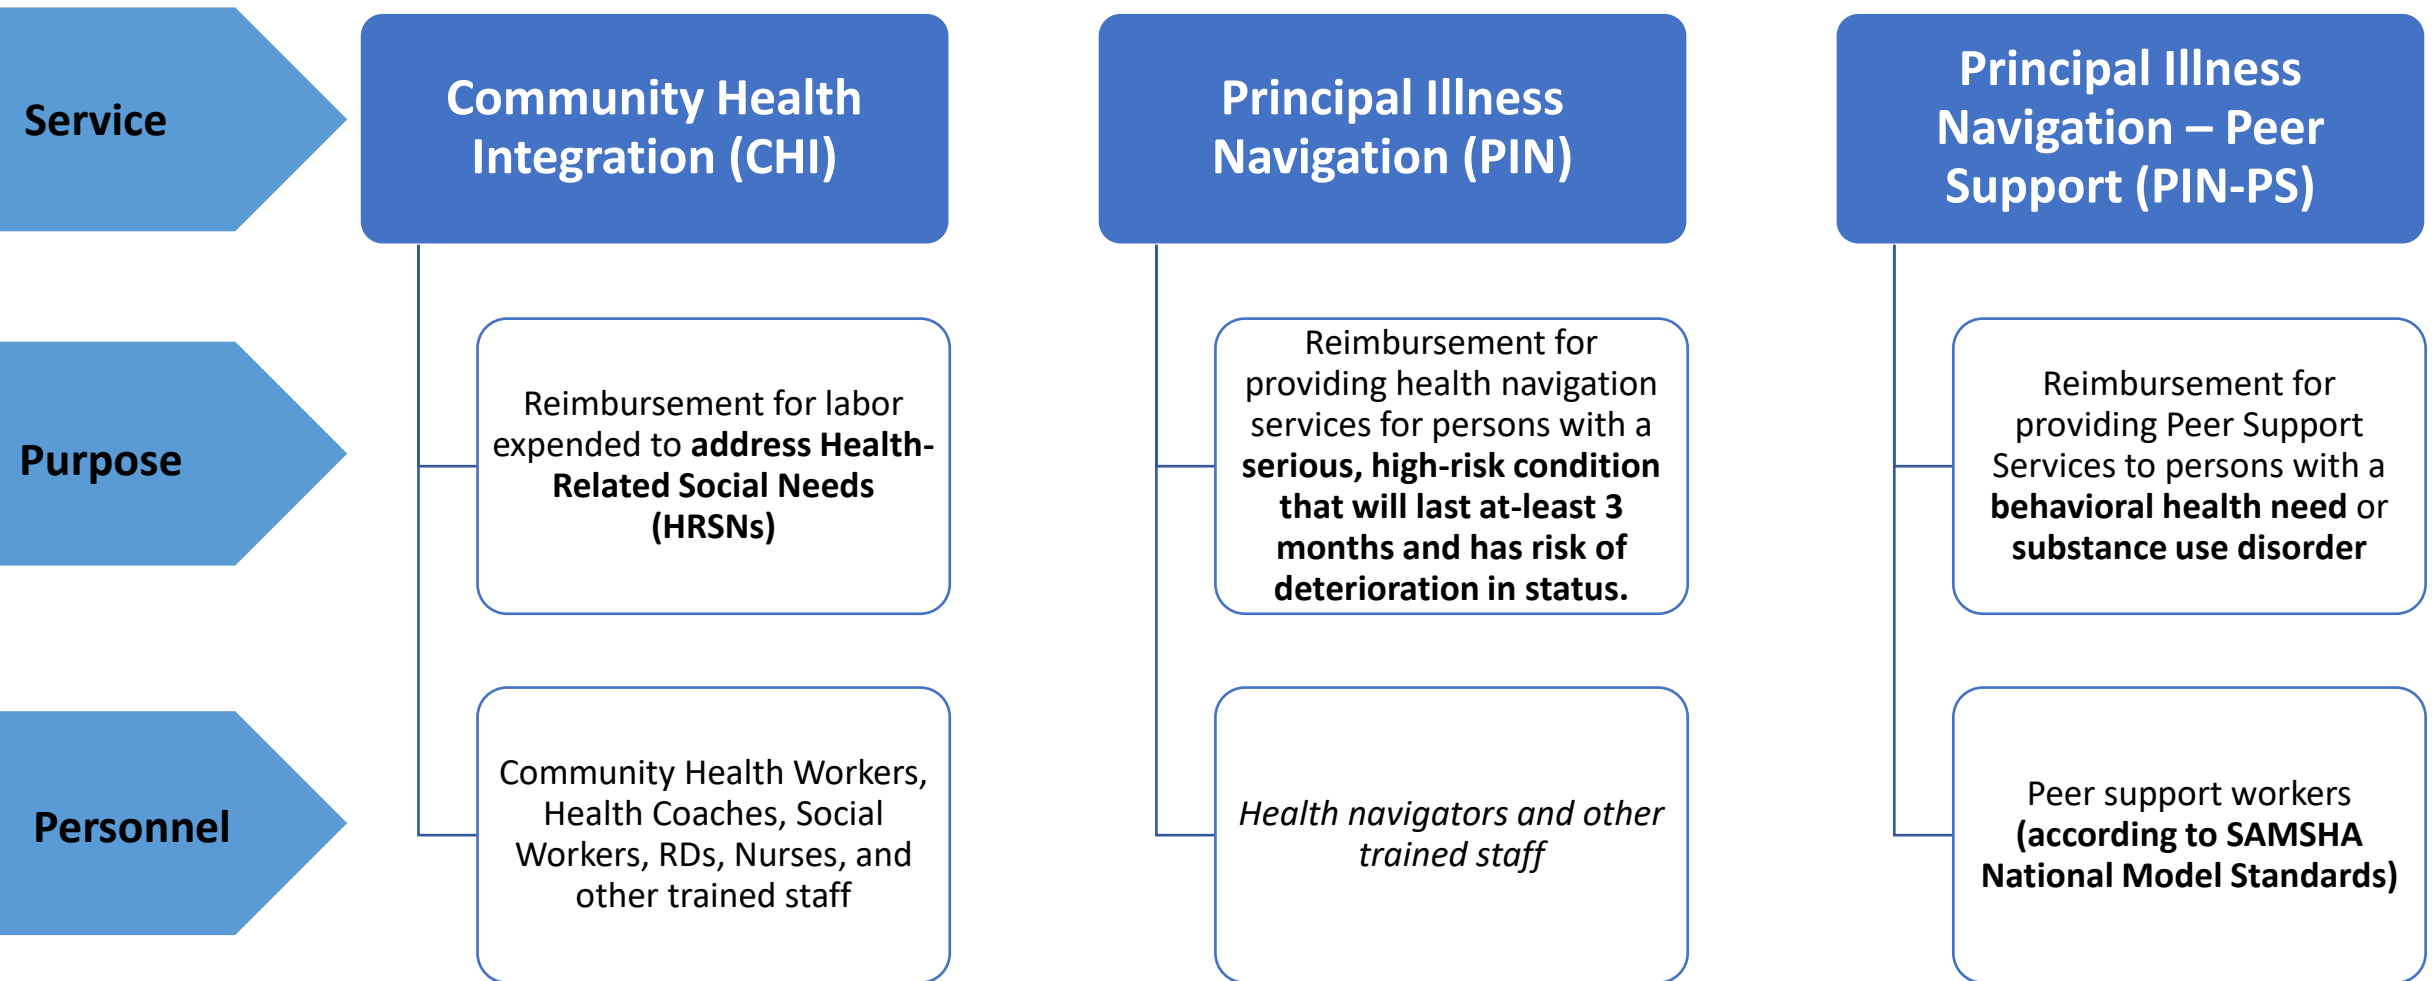 Service
Community Health
Integration (CHI)
Principal Illness
Navigation (PIN)
Principal Illness
Navigation – Peer
Support (PIN-PS)
Purpose
Reimbursement for labor
expended to address Health-
Related Social Needs
(HRSNs)
Reimbursement for
providing health navigation
services for persons with a
serious, high-risk condition
that will last at-least 3
months and has risk of
deterioration in status.
Reimbursement for
providing Peer Support
Services to persons with a
behavioral health need or
substance use disorder
Personnel
Community Health Workers,
Health Coaches, Social
Workers, RDs, Nurses, and
other trained staff
Health navigators and other
trained staff
Peer support workers
(according to SAMSHA
National Model Standards)